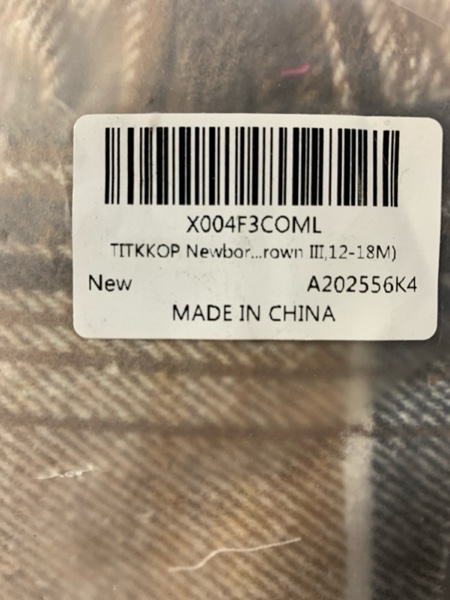 X004F3COML
TITKKOP Newbor...rown III,12-18M)
New A202556K4
MADE IN CHINA